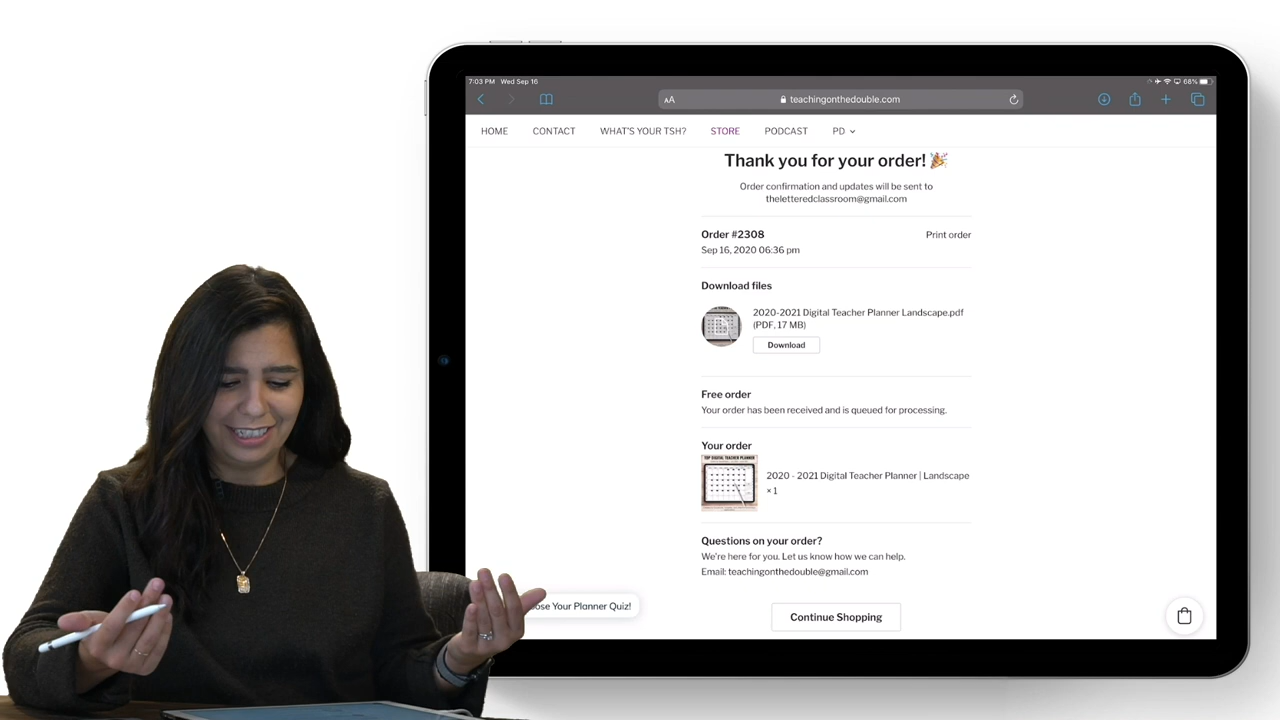 7:03 PM Wed Sep 16
68%
AA
teachingonthedouble.com
HOME CONTACT WHAT'S YOUR TSH? STORE PODCAST PD
Thank you for your order! 🎉
Order confirmation and updates will be sent to
theletteredclassroom@gmail.com
Order #2308
Print order
Sep 16, 2020 06:36 pm
Download files
2020-2021 Digital Teacher Planner Landscape.pdf
(PDF, 17 MB)
Download
Free order
Your order has been received and is queued for processing.
Your order
TOP DIGITAL TEACHER PLANNER
2020 - 2021 Digital Teacher Planner | Landscape
× 1
Questions on your order?
We're here for you. Let us know how we can help.
Email: teachingonthedouble@gmail.com
Your Planner Quiz!
Continue Shopping